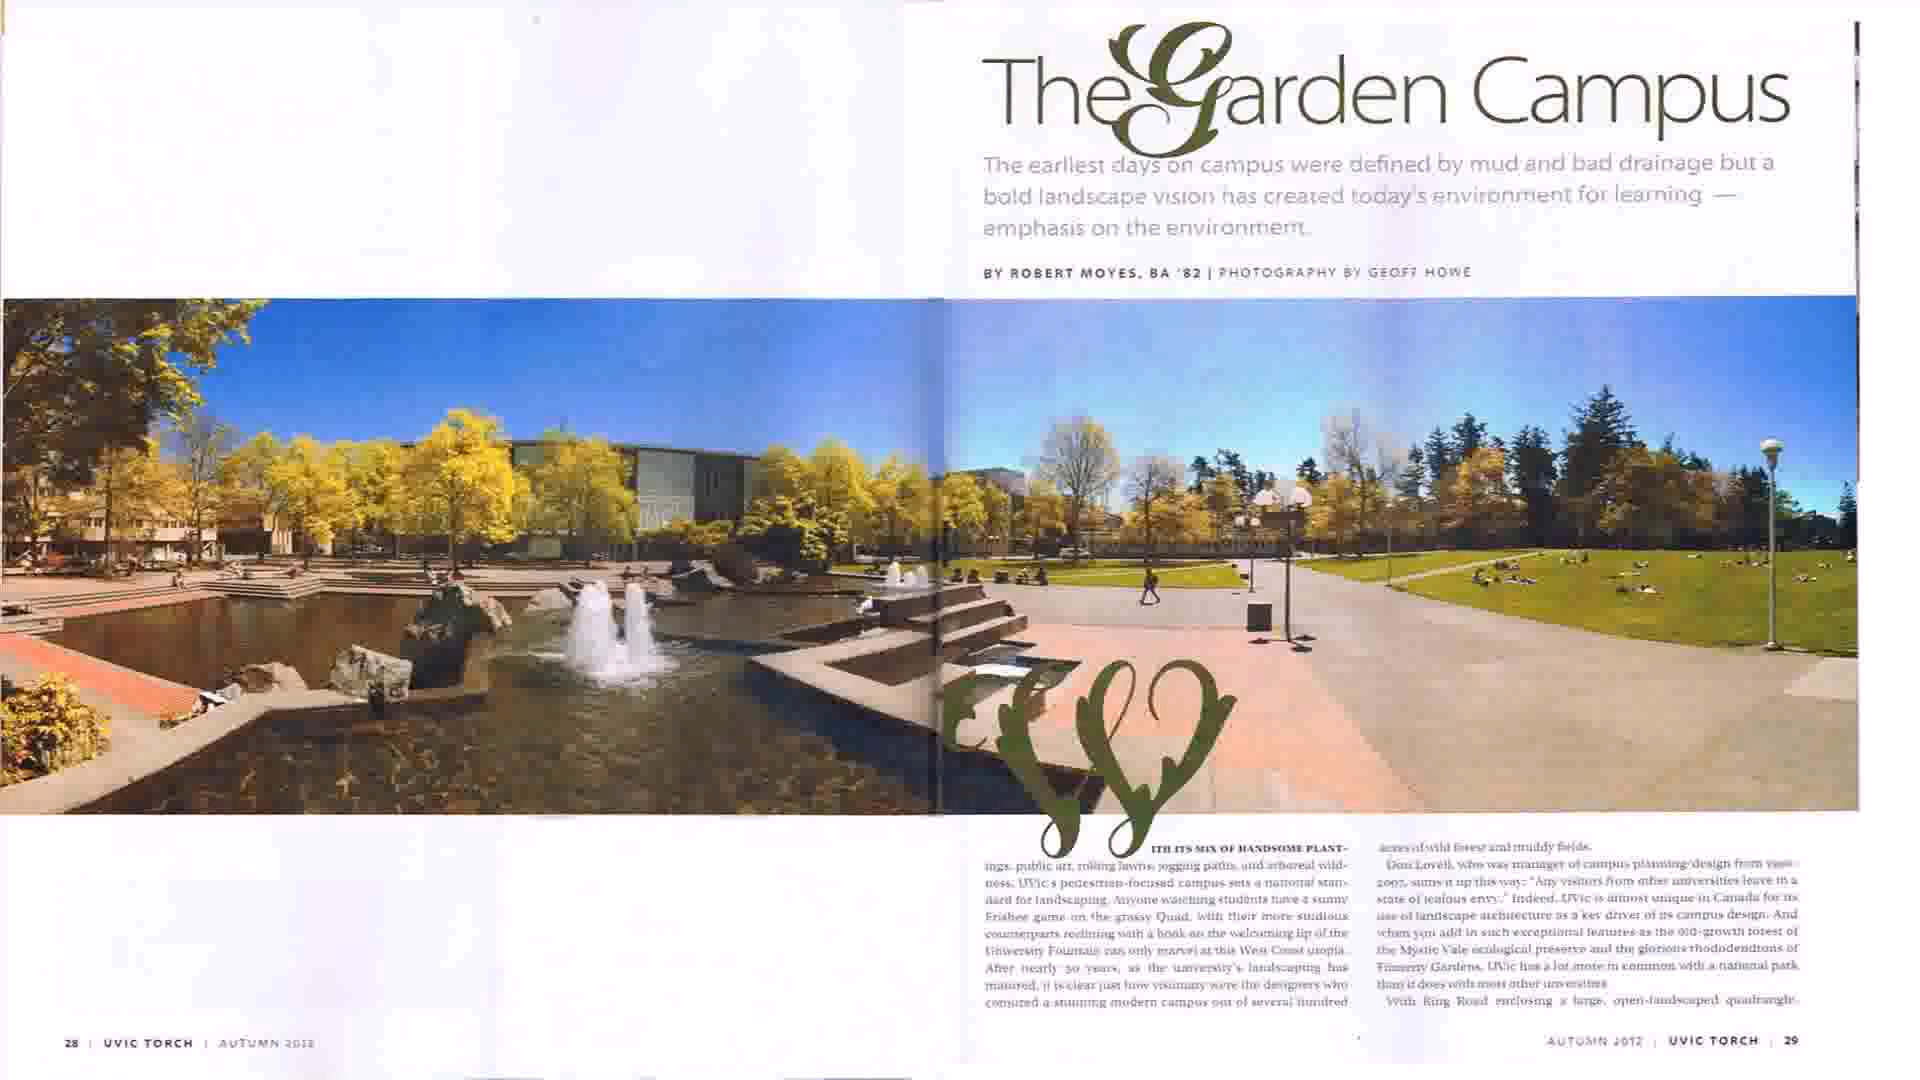 The Garden Campus
The earliest days on campus were defined by mud and bad drainage but a
bold landscape vision has created today's environment for learning —
emphasis on the environment.
BY ROBERT MOYES, BA '82 | PHOTOGRAPHY BY GEOFF HOWE
WITH ITS MIX OF HANDSOME PLANT-
ings, public art, rolling lawns, jogging paths, and arboreal wild-
ness, UVic's pedestrian-focused campus sets a national stan-
dard for landscaping. Anyone watching students have a sunny
Frisbee game on the grassy Quad, with their more studious
counterparts reclining with a book on the welcoming lip of the
University Fountain can only marvel at this West Coast utopia.
After nearly 50 years, as the university's landscaping has
matured, it is clear just how visionary were the designers who
conjured a stunning modern campus out of several hundred
acres of wild forest and muddy fields.
Don Lovell, who was manager of campus planning/design from
2007, sums it up this way: "Any visitors from other universities leave in a
state of jealous envy." Indeed, UVic is almost unique in Canada for its
use of landscape architecture as a key driver of its campus design. And
when you add in such exceptional features as the old-growth forest of
the Mystic Vale ecological preserve and the glorious rhododendrons of
Finnerty Gardens, UVic has a lot more in common with a national park
than it does with most other universities
With Ring Road enclosing a large, open-landscaped quadrangle,
28 | UVIC TORCH | AUTUMN 2012
AUTUMN 2012 | UVIC TORCH | 29